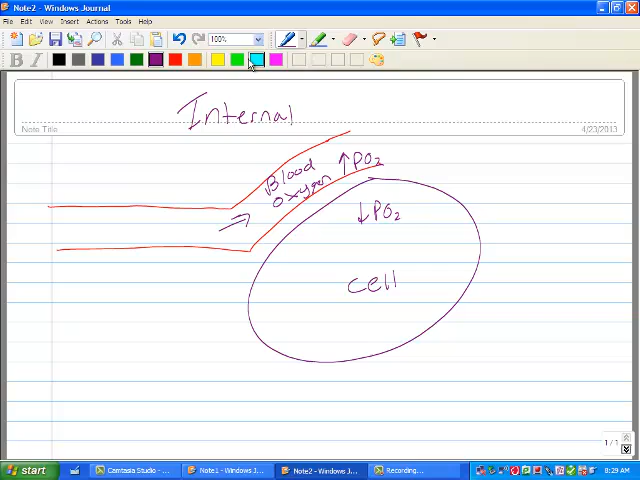 Note2 - Windows Journal
File Edit View Insert Actions Tools Help
100%
B I
Internal
Note Title
4/23/2013
Blood ↑PO2
Oxygen
⇒
↓PO2
cell
1 / 1
start
Camtasia Studio - ...
Note1 - Windows J...
Note2 - Windows Jo...
Recording...
8:29 AM